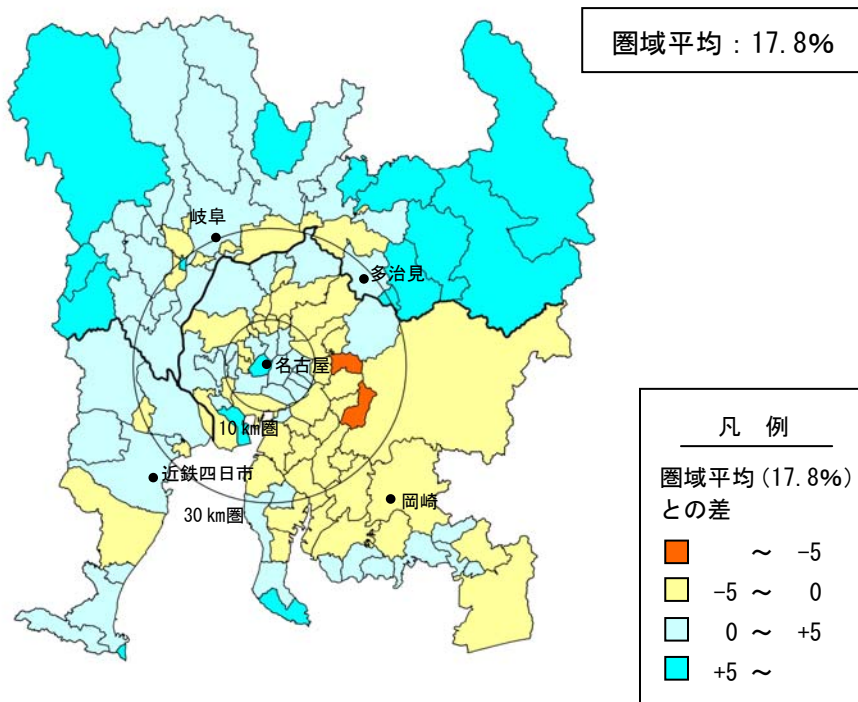 圏域平均：17.8%
岐阜
多治見
名古屋
10km圏
近鉄四日市
岡崎
30km圏
凡 例
圏域平均(17.8%)
との差
～ -5
-5 ～ 0
0 ～ +5
+5 ～